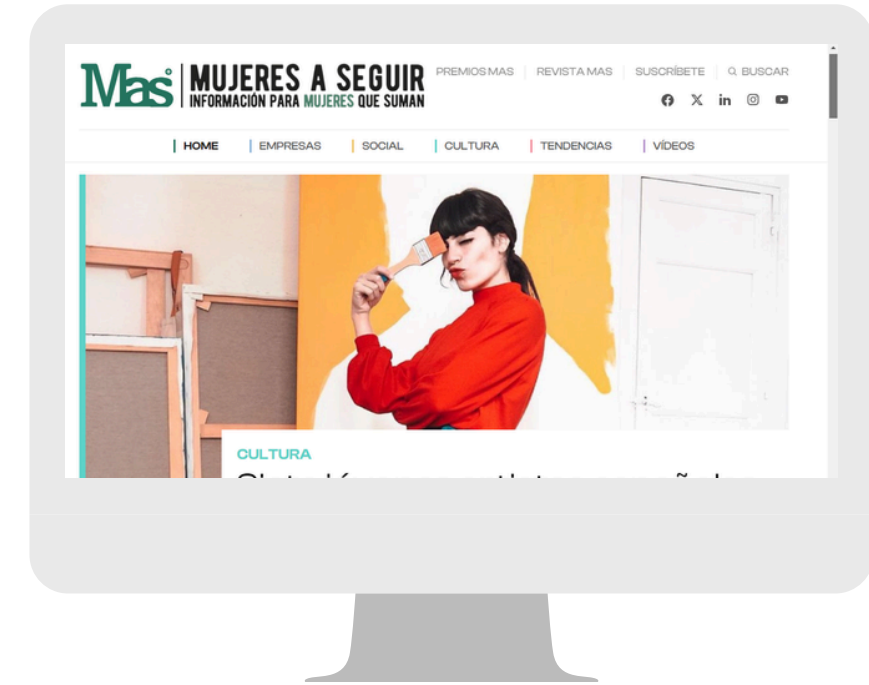 Mas
MUJERES A SEGUIR
INFORMACIÓN PARA MUJERES QUE SUMAN
PREMIOS MAS REVISTA MAS SUSCRÍBETE BUSCAR
in
HOME EMPRESAS SOCIAL CULTURA TENDENCIAS VÍDEOS
CULTURA